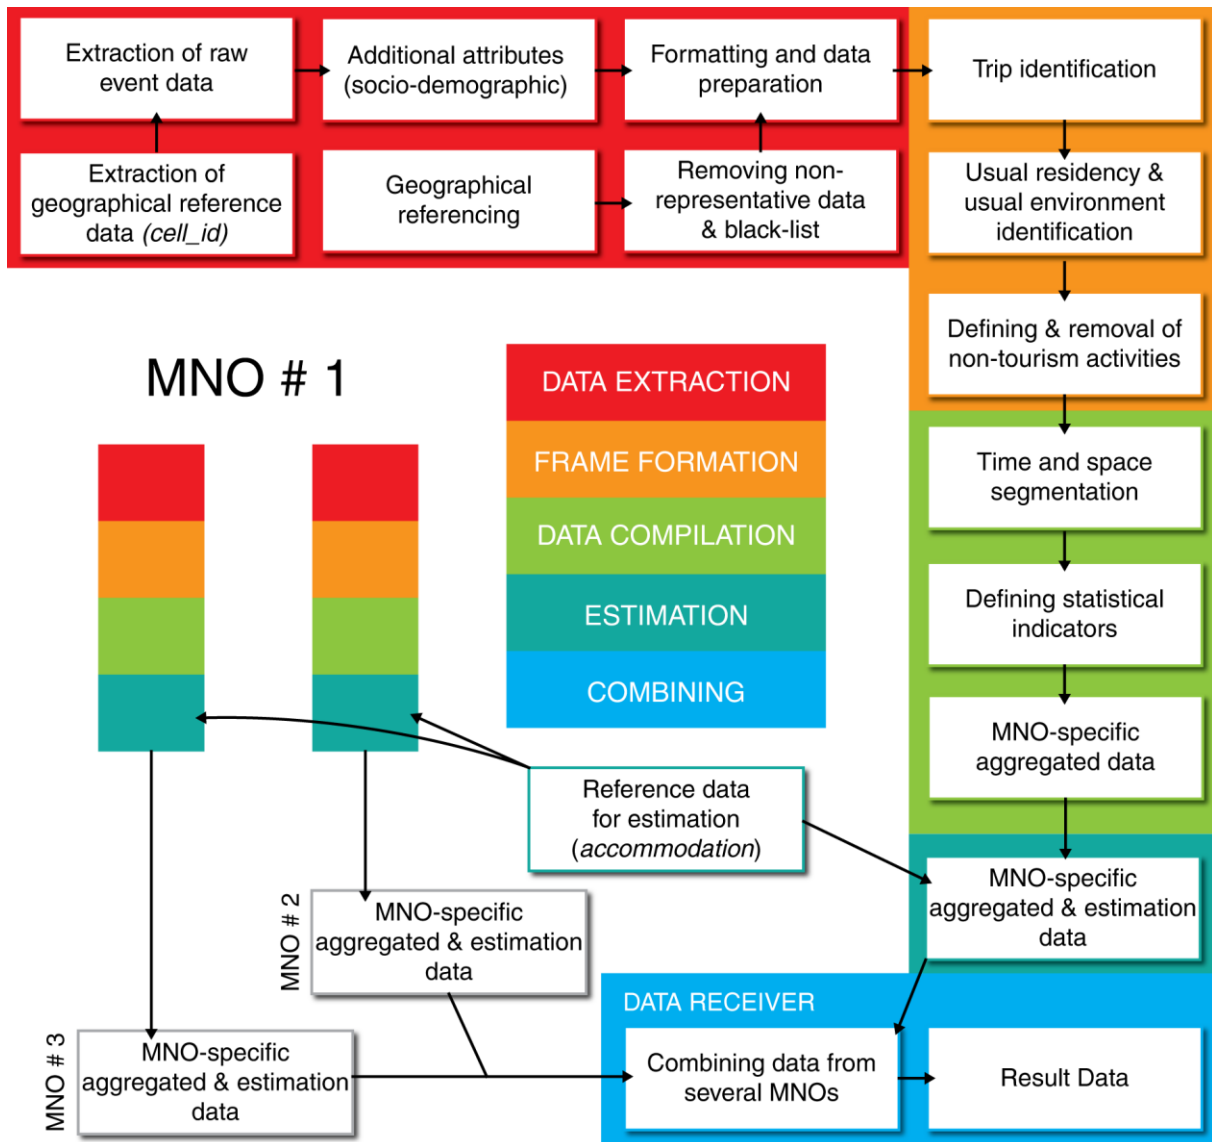 Extraction of raw
event data
Additional attributes
(socio-demographic)
Formatting and data
preparation
Trip identification
Extraction of
geographical reference
data (cell_id)
Geographical
referencing
Removing non-
representative data
& black-list
Usual residency &
usual environment
identification
Defining & removal of
non-tourism activities
MNO # 1
DATA EXTRACTION
FRAME FORMATION
DATA COMPILATION
ESTIMATION
COMBINING
Time and space
segmentation
Defining statistical
indicators
MNO-specific
aggregated data
Reference data
for estimation
(accommodation)
MNO-specific
aggregated & estimation
data
MNO # 2
MNO-specific
aggregated & estimation
data
MNO # 3
MNO-specific
aggregated & estimation
data
DATA RECEIVER
Combining data from
several MNOs
Result Data